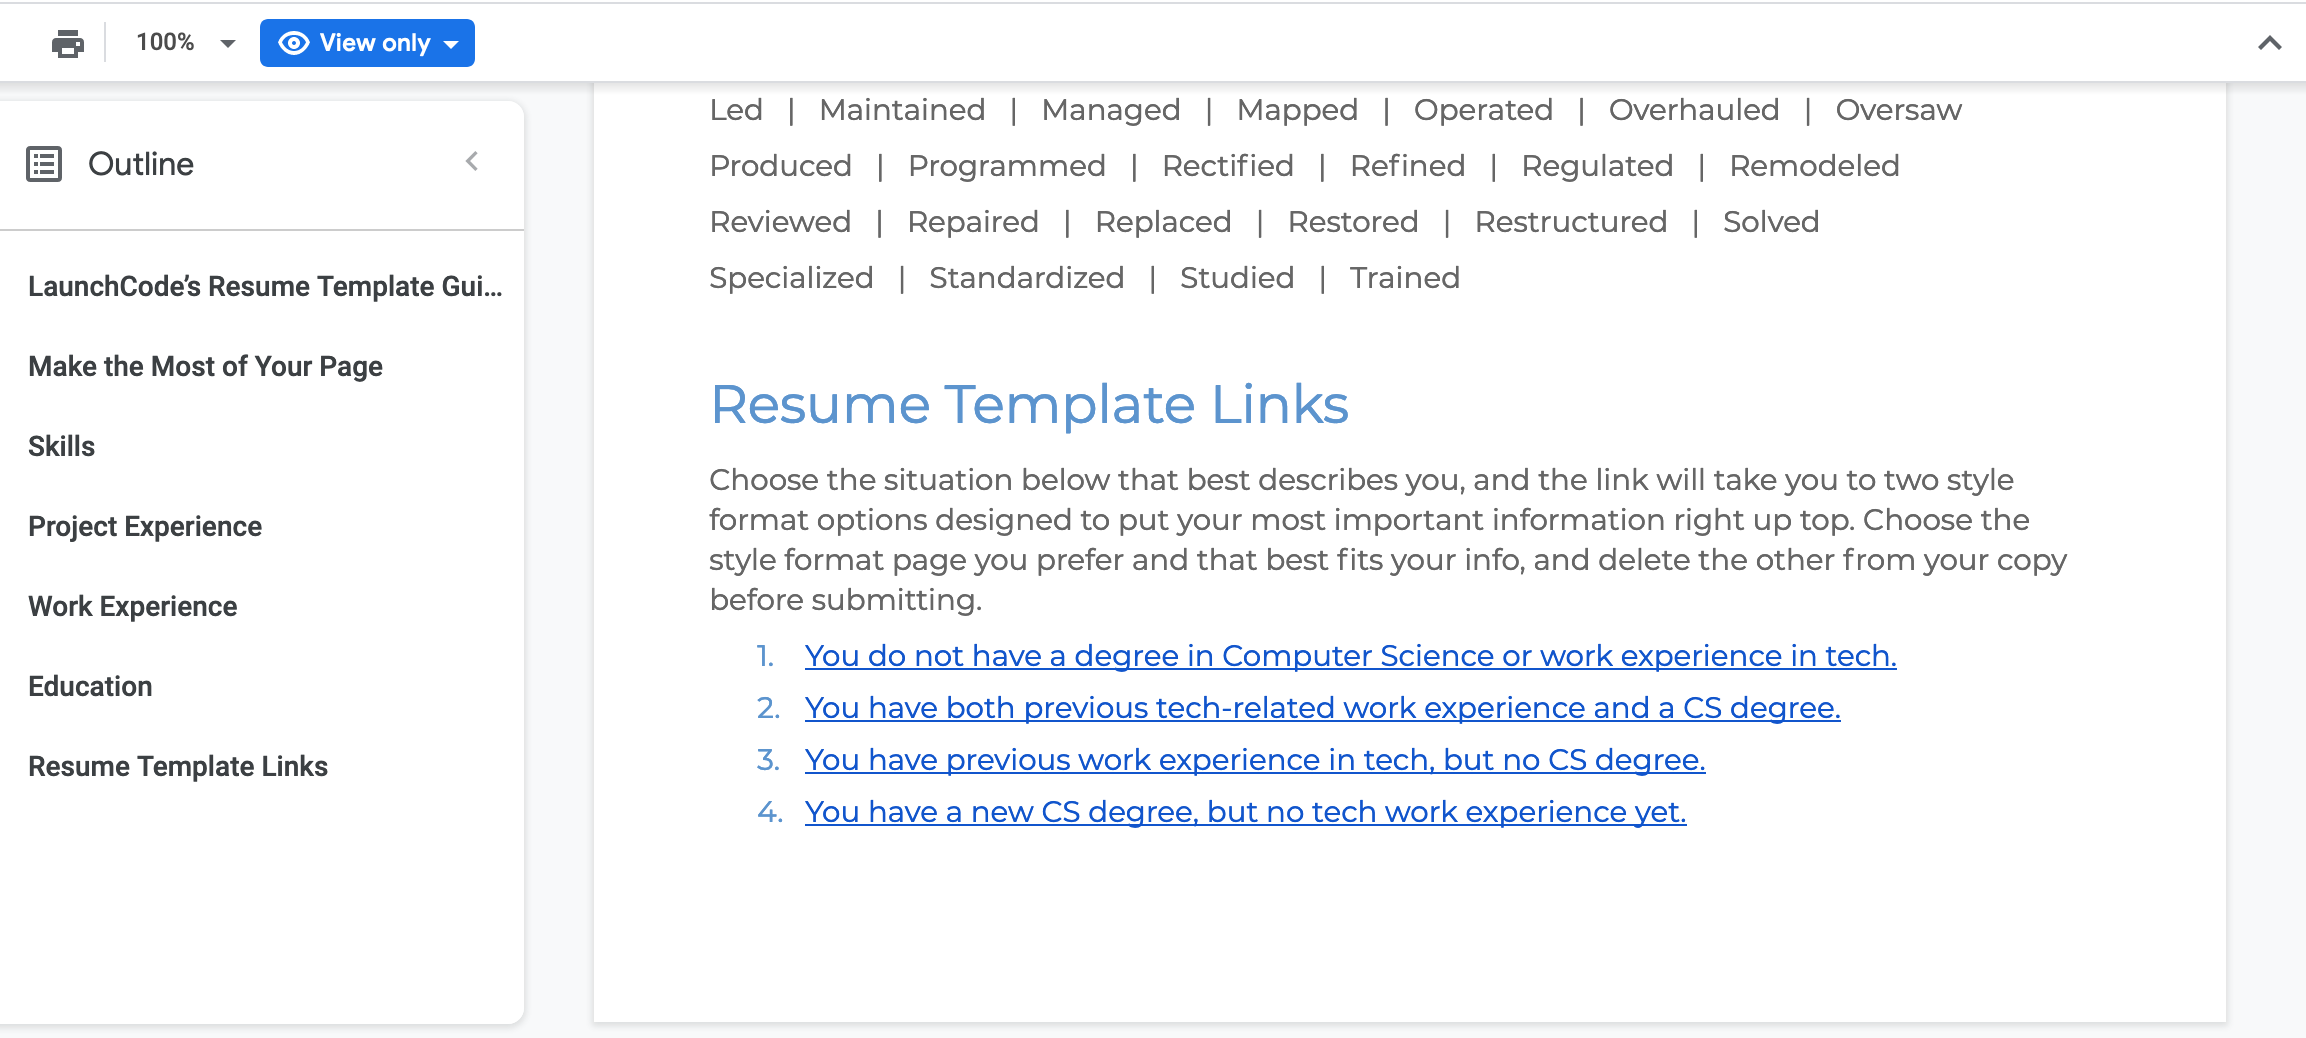 100%
View only
Outline
LaunchCode’s Resume Template Gui...
Make the Most of Your Page
Skills
Project Experience
Work Experience
Education
Resume Template Links
Led | Maintained | Managed | Mapped | Operated | Overhauled | Oversaw
Produced | Programmed | Rectified | Refined | Regulated | Remodeled
Reviewed | Repaired | Replaced | Restored | Restructured | Solved
Specialized | Standardized | Studied | Trained
Resume Template Links
Choose the situation below that best describes you, and the link will take you to two style
format options designed to put your most important information right up top. Choose the
style format page you prefer and that best fits your info, and delete the other from your copy
before submitting.
1. You do not have a degree in Computer Science or work experience in tech.
2. You have both previous tech-related work experience and a CS degree.
3. You have previous work experience in tech, but no CS degree.
4. You have a new CS degree, but no tech work experience yet.